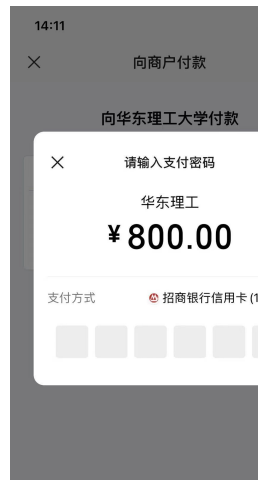 14:11
向商户付款
向华东理工大学付款
请输入支付密码
华东理工
¥800.00
支付方式 招商银行信用卡(1